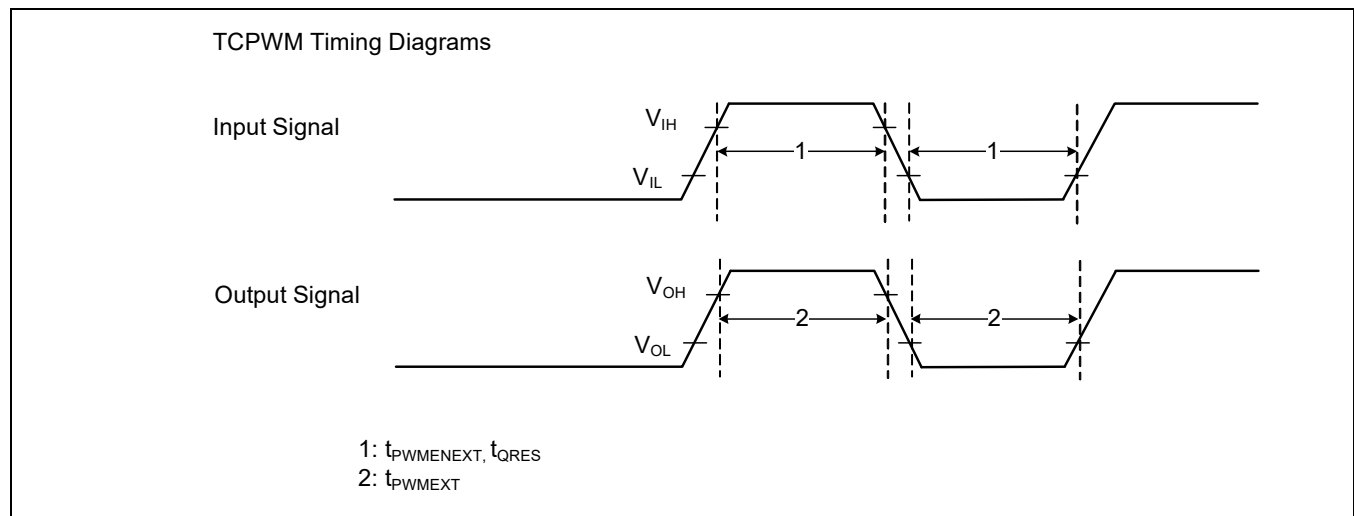 TCPWM Timing Diagrams
Input Signal
VIH
1
1
VIL
Output Signal
VOH
2
2
VOL
1: tPWMENEXT, tQRES
2: tPWMEXT